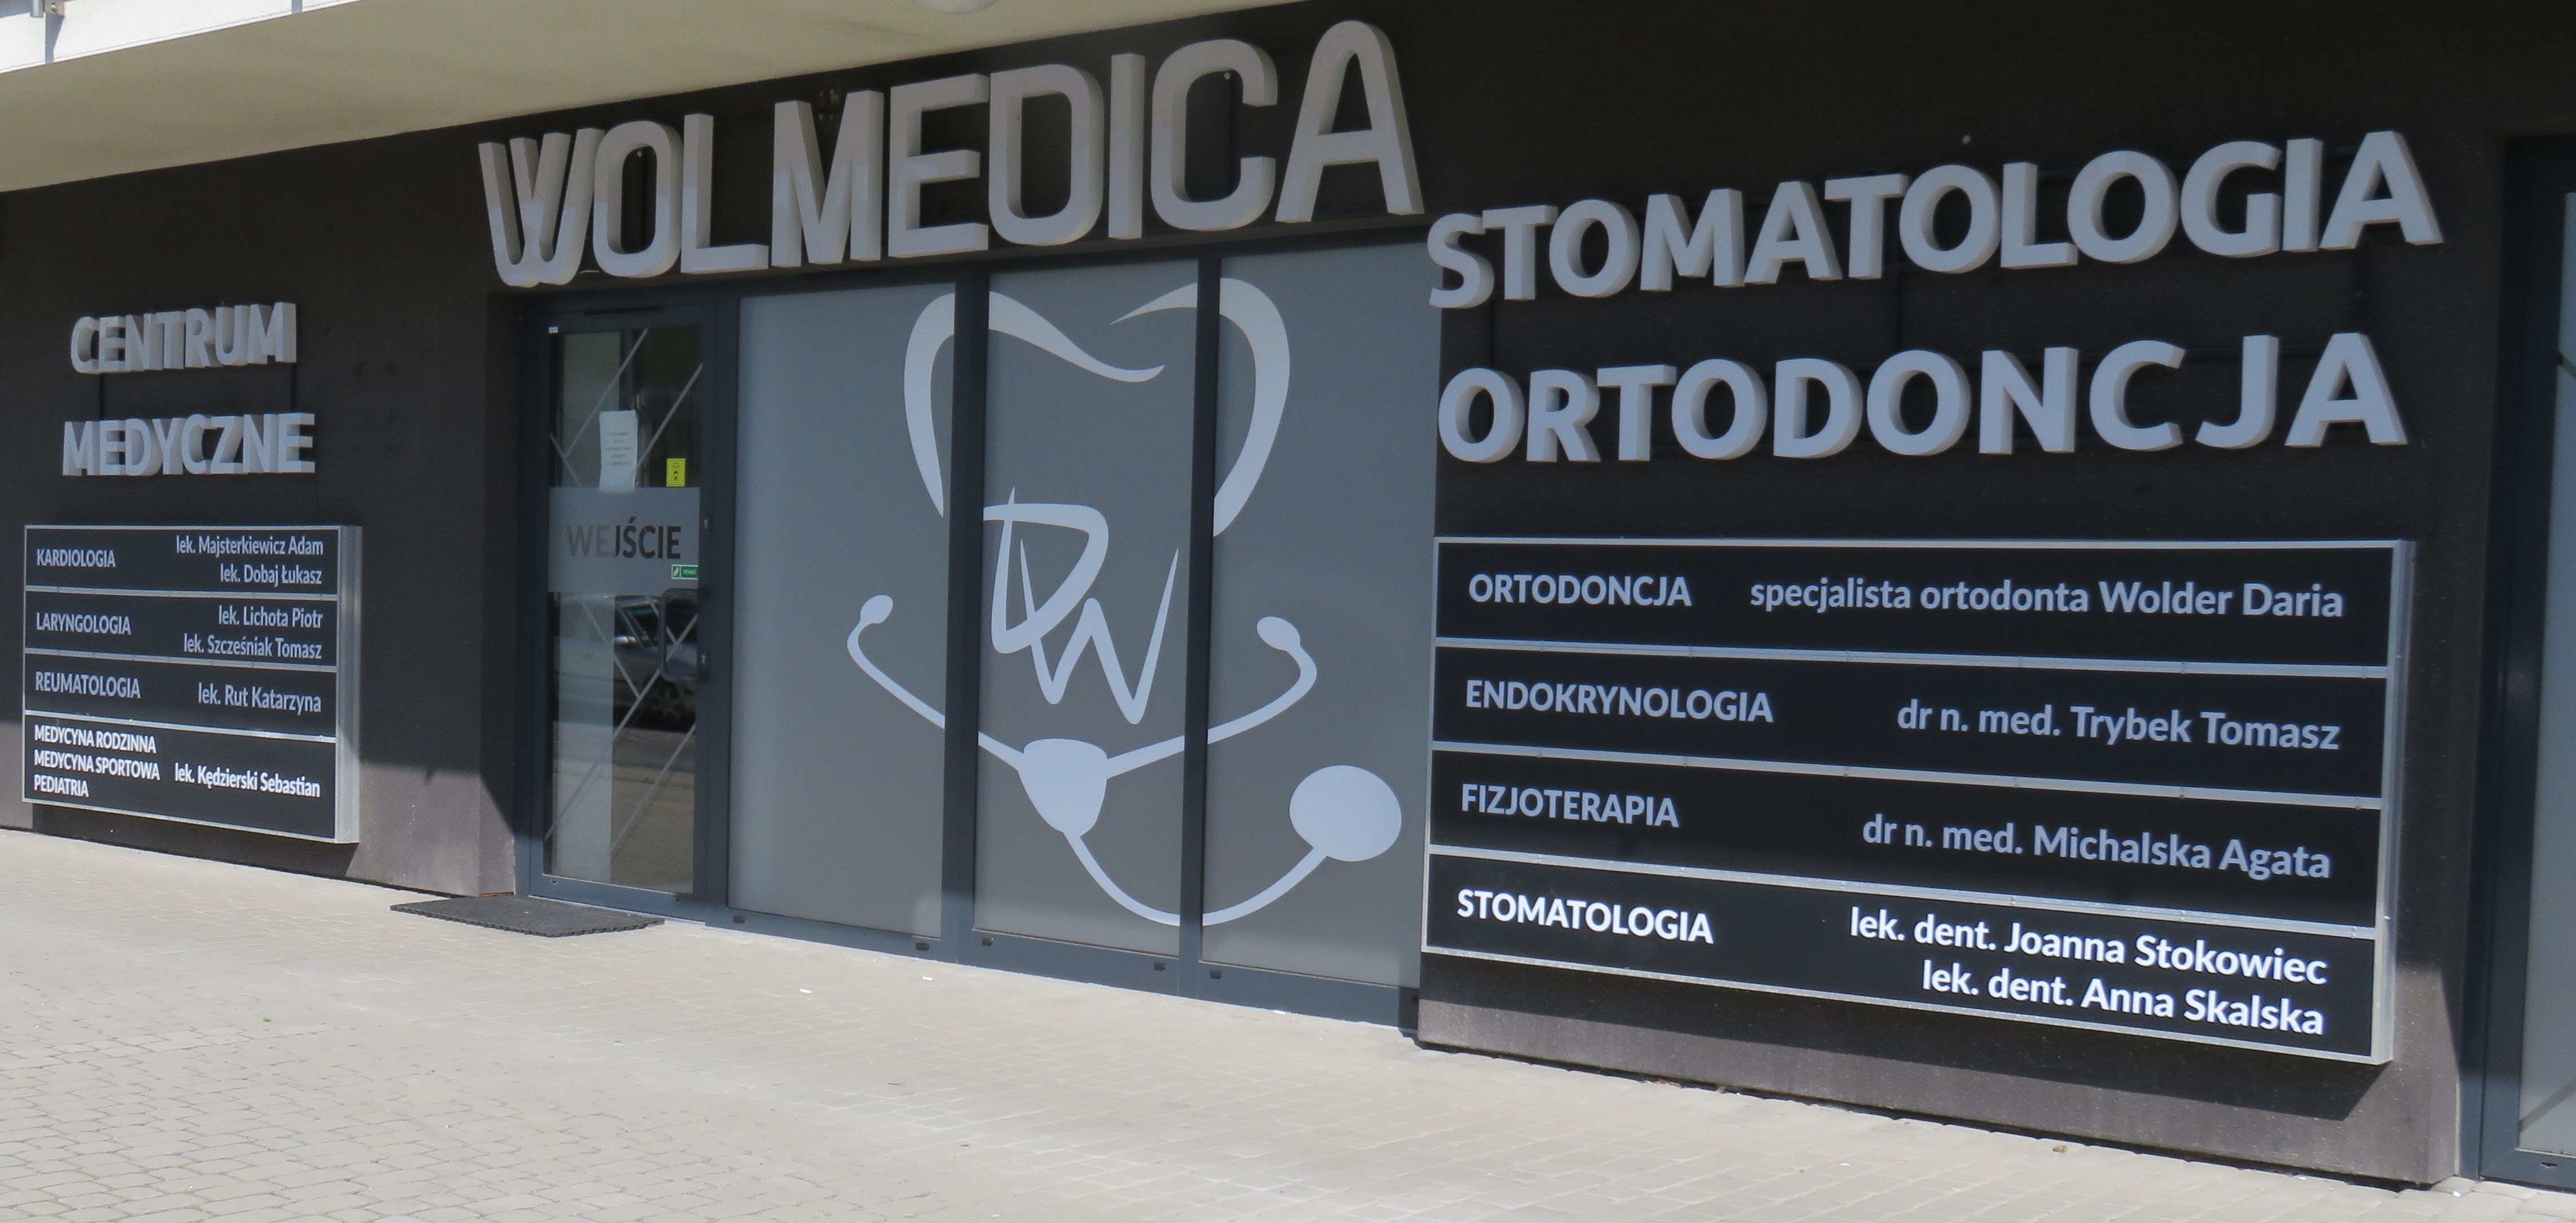 WOLMEDICA
CENTRUM
MEDYCZNE
KARDIOLOGIA
lek. Majsterkiewicz Adam
lek. Dobaj Łukasz
LARYNGOLOGIA
lek. Lichota Piotr
lek. Szcześniak Tomasz
REUMATOLOGIA lek. Rut Katarzyna
MEDYCYNA RODZINNA
MEDYCYNA SPORTOWA
PEDIATRIA
lek. Kędzierski Sebastian
WEJŚCIE
DW
STOMATOLOGIA
ORTODONCJA
ORTODONCJA specjalista ortodonta Wolder Daria
ENDOKRYNOLOGIA dr n. med. Trybek Tomasz
FIZJOTERAPIA dr n. med. Michalska Agata
STOMATOLOGIA
lek. dent. Joanna Stokowiec
lek. dent. Anna Skalska